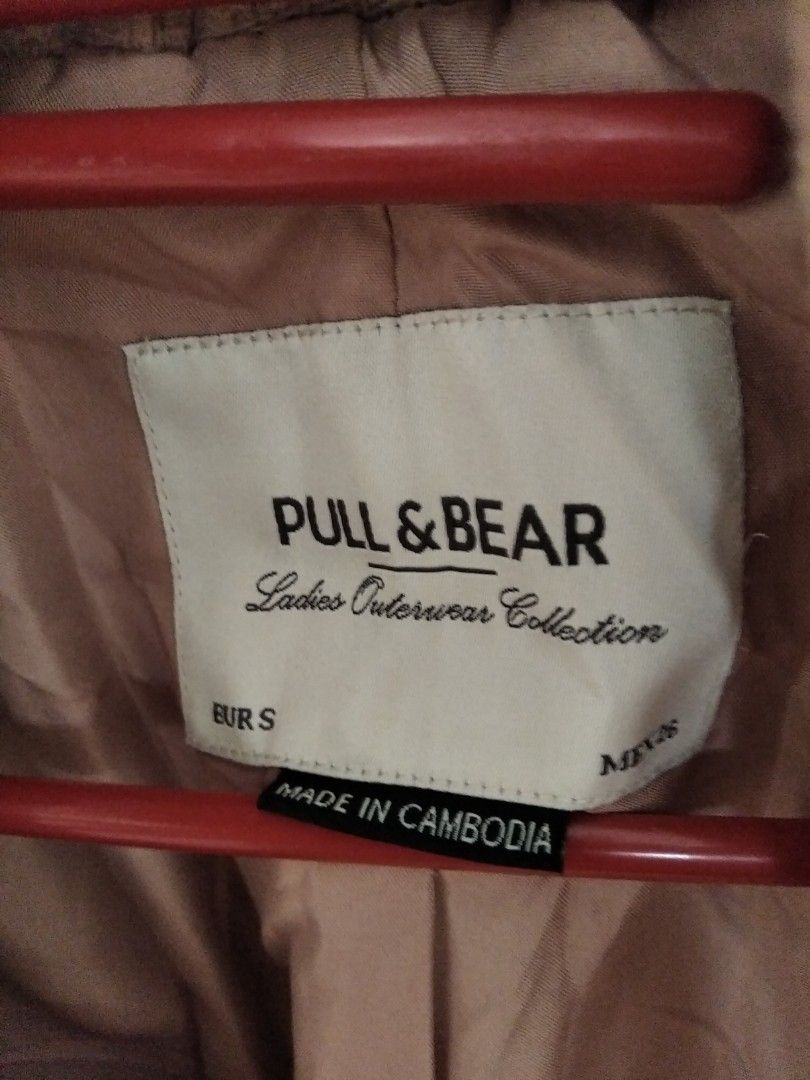 PULL & BEAR
Ladies Outerwear Collection
EUR S
MEX 26
MADE IN CAMBODIA